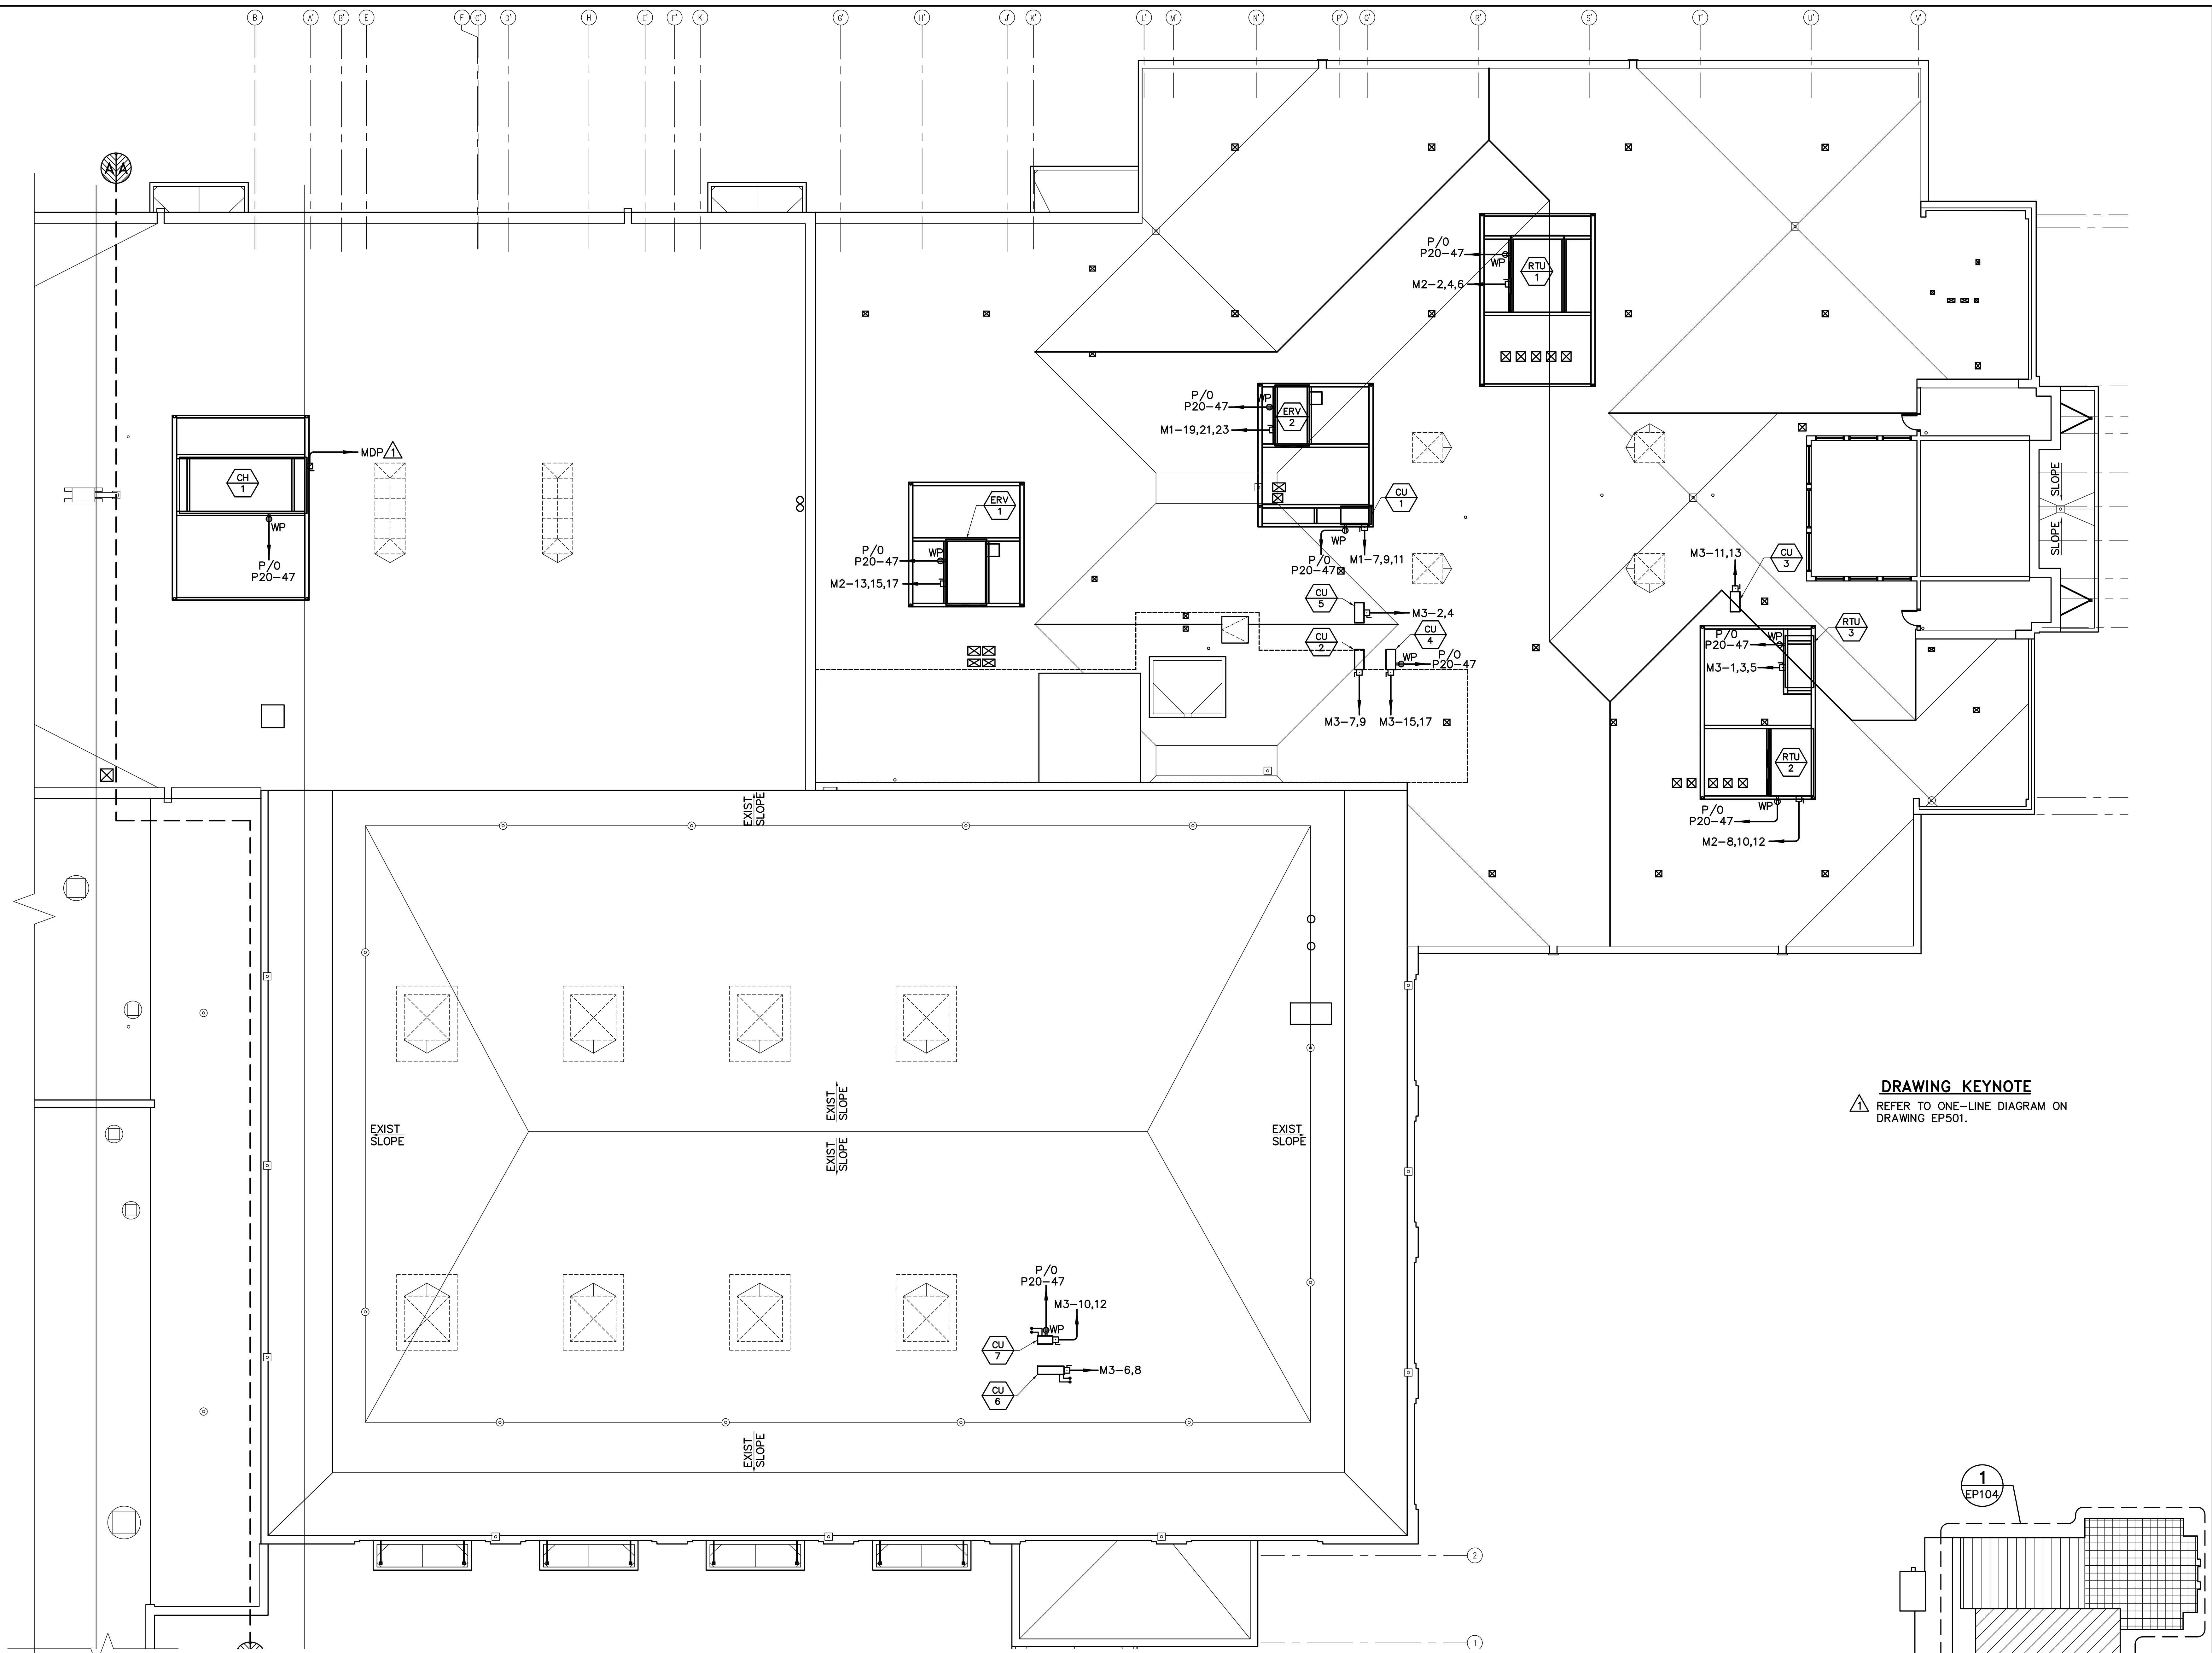 B A' B' E F C' D' H E' F' K G' H' J' K' L' M' N' P' Q' R' S' T' U' V'
A A
P/O
P20-47
WP
M2-2,4,6
RTU
1
P/O
P20-47
WP
M1-19,21,23
ERV
2
MDP 1
CH
1
WP
P/O
P20-47
ERV
1
P/O
P20-47
WP
M2-13,15,17
CU
1
WP
P/O
P20-47
M1-7,9,11
SLOPE
SLOPE
M3-11,13
CU
3
CU
5
M3-2,4
CU
2
CU
4
WP
P/O
P20-47
M3-7,9
M3-15,17
RTU
3
P/O
P20-47
WP
M3-1,3,5
RTU
2
P/O
P20-47
WP
M2-8,10,12
EXIST
SLOPE
EXIST
SLOPE
EXIST
SLOPE
EXIST
SLOPE
EXIST
SLOPE
DRAWING KEYNOTE
1 REFER TO ONE-LINE DIAGRAM ON
DRAWING EP501.
P/O
P20-47
M3-10,12
WP
CU
7
M3-6,8
CU
6
EXIST
SLOPE
1
EP104
2
1